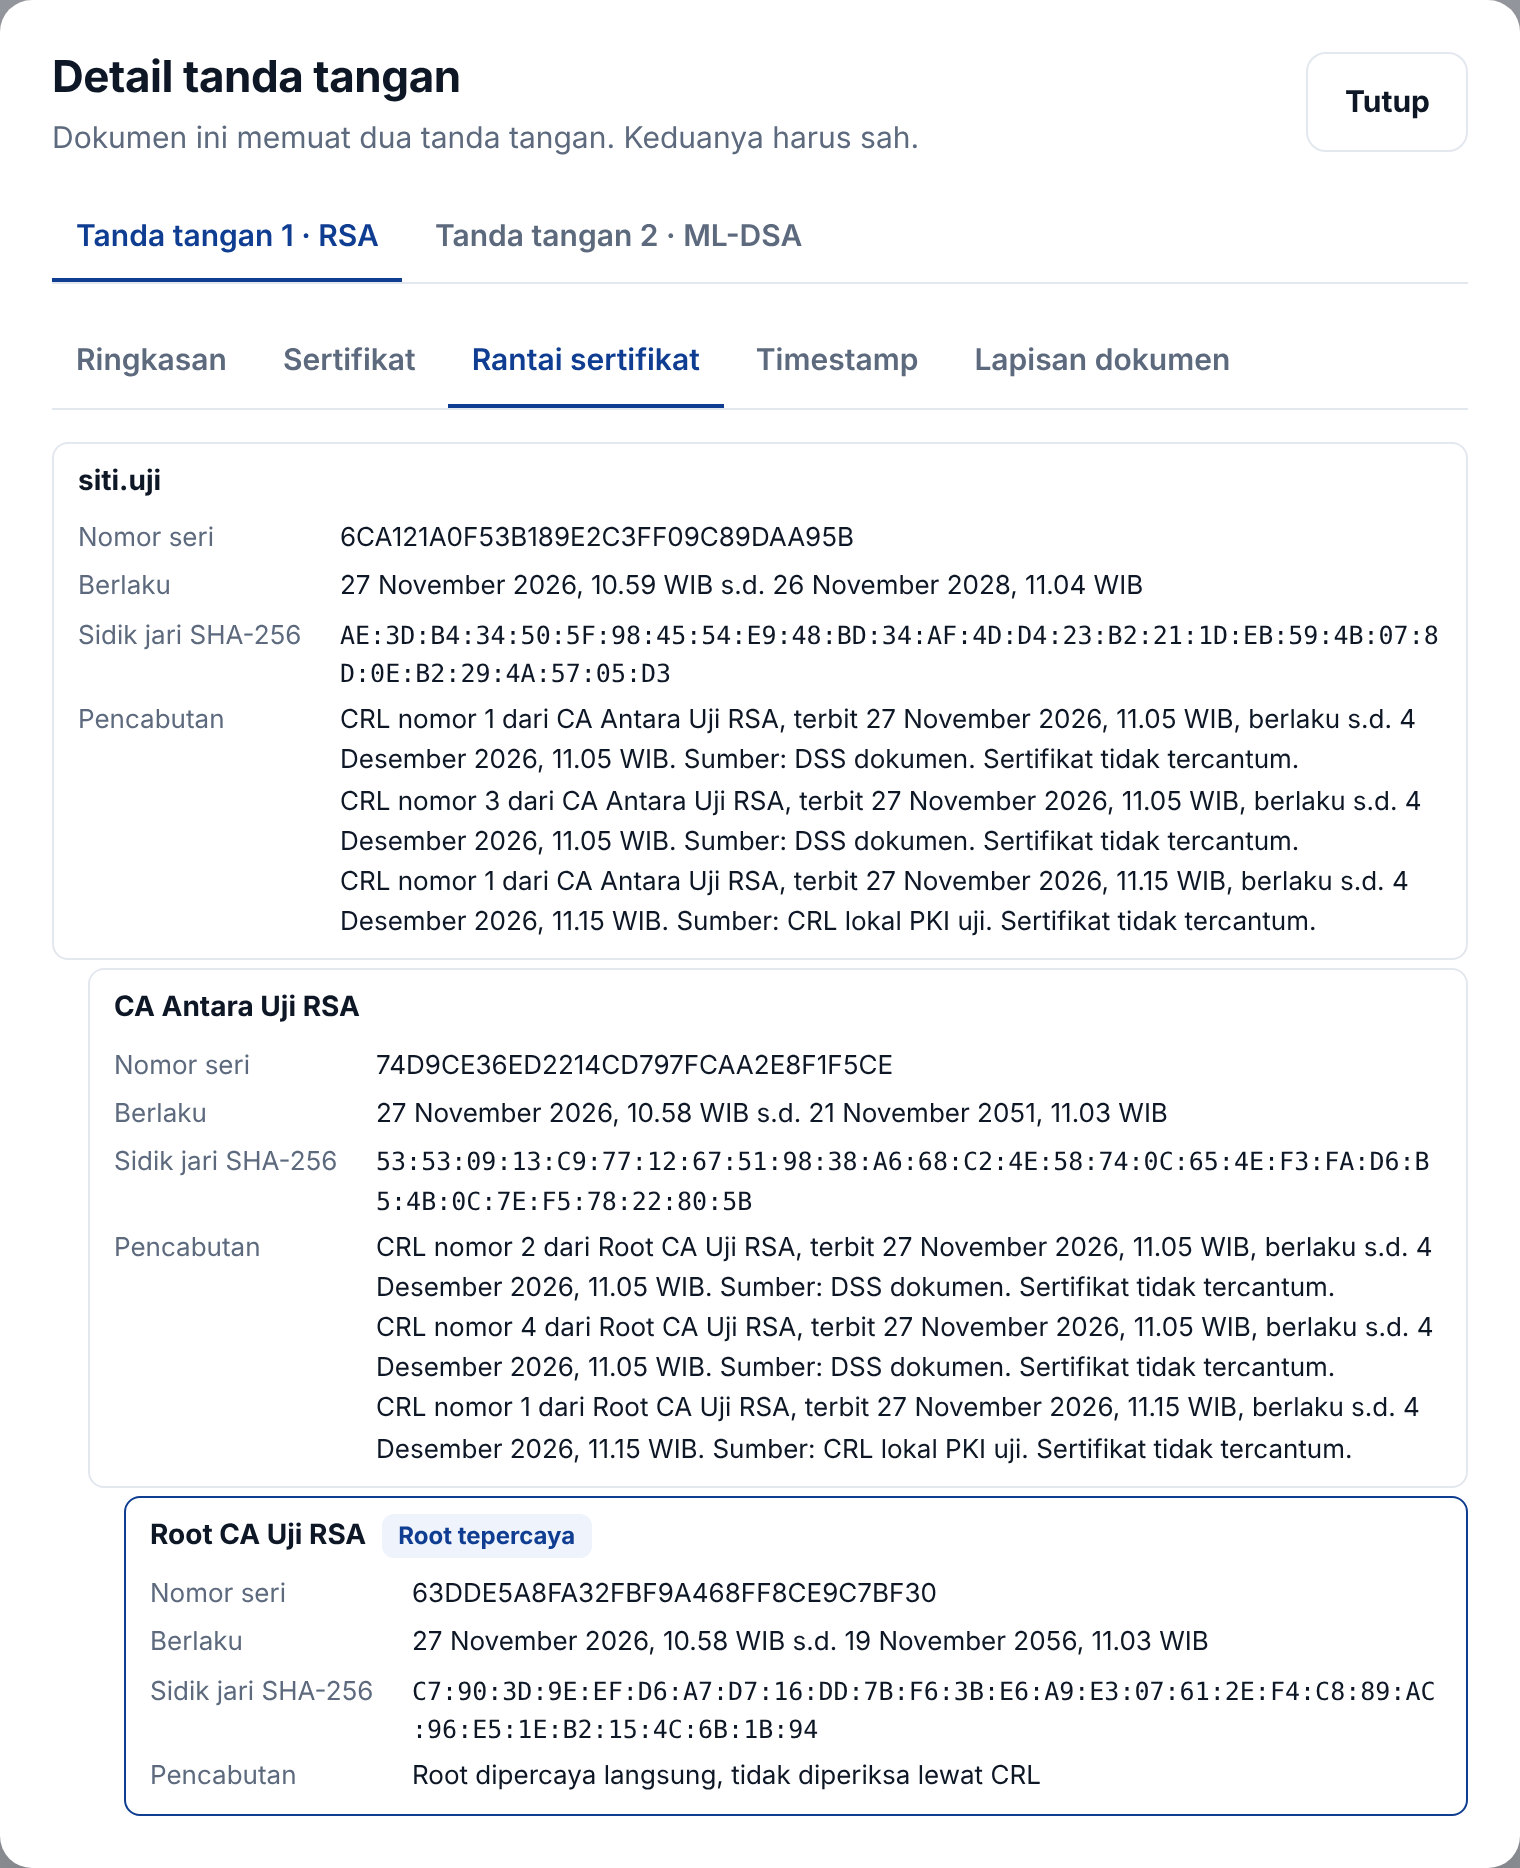 Detail tanda tangan
Tutup
Dokumen ini memuat dua tanda tangan. Keduanya harus sah.
Tanda tangan 1 · RSA
Tanda tangan 2 · ML-DSA
Ringkasan
Sertifikat
Rantai sertifikat
Timestamp
Lapisan dokumen
siti.uji
Nomor seri 6CA121A0F53B189E2C3FF09C89DAA95B
Berlaku 27 November 2026, 10.59 WIB s.d. 26 November 2028, 11.04 WIB
Sidik jari SHA-256 AE:3D:B4:34:50:5F:98:45:54:E9:48:BD:34:AF:4D:D4:23:B2:21:1D:EB:59:4B:07:8
D:0E:B2:29:4A:57:05:D3
Pencabutan CRL nomor 1 dari CA Antara Uji RSA, terbit 27 November 2026, 11.05 WIB, berlaku s.d. 4
Desember 2026, 11.05 WIB. Sumber: DSS dokumen. Sertifikat tidak tercantum.
CRL nomor 3 dari CA Antara Uji RSA, terbit 27 November 2026, 11.05 WIB, berlaku s.d. 4
Desember 2026, 11.05 WIB. Sumber: DSS dokumen. Sertifikat tidak tercantum.
CRL nomor 1 dari CA Antara Uji RSA, terbit 27 November 2026, 11.15 WIB, berlaku s.d. 4
Desember 2026, 11.15 WIB. Sumber: CRL lokal PKI uji. Sertifikat tidak tercantum.
CA Antara Uji RSA
Nomor seri 74D9CE36ED2214CD797FCAA2E8F1F5CE
Berlaku 27 November 2026, 10.58 WIB s.d. 21 November 2051, 11.03 WIB
Sidik jari SHA-256 53:53:09:13:C9:77:12:67:51:98:38:A6:68:C2:4E:58:74:0C:65:4E:F3:FA:D6:B
5:4B:0C:7E:F5:78:22:80:5B
Pencabutan CRL nomor 2 dari Root CA Uji RSA, terbit 27 November 2026, 11.05 WIB, berlaku s.d. 4
Desember 2026, 11.05 WIB. Sumber: DSS dokumen. Sertifikat tidak tercantum.
CRL nomor 4 dari Root CA Uji RSA, terbit 27 November 2026, 11.05 WIB, berlaku s.d. 4
Desember 2026, 11.05 WIB. Sumber: DSS dokumen. Sertifikat tidak tercantum.
CRL nomor 1 dari Root CA Uji RSA, terbit 27 November 2026, 11.15 WIB, berlaku s.d. 4
Desember 2026, 11.15 WIB. Sumber: CRL lokal PKI uji. Sertifikat tidak tercantum.
Root CA Uji RSA Root tepercaya
Nomor seri 63DDE5A8FA32FBF9A468FF8CE9C7BF30
Berlaku 27 November 2026, 10.58 WIB s.d. 19 November 2056, 11.03 WIB
Sidik jari SHA-256 C7:90:3D:9E:EF:D6:A7:D7:16:DD:7B:F6:3B:E6:A9:E3:07:61:2E:F4:C8:89:AC
:96:E5:1E:B2:15:4C:6B:1B:94
Pencabutan Root dipercaya langsung, tidak diperiksa lewat CRL